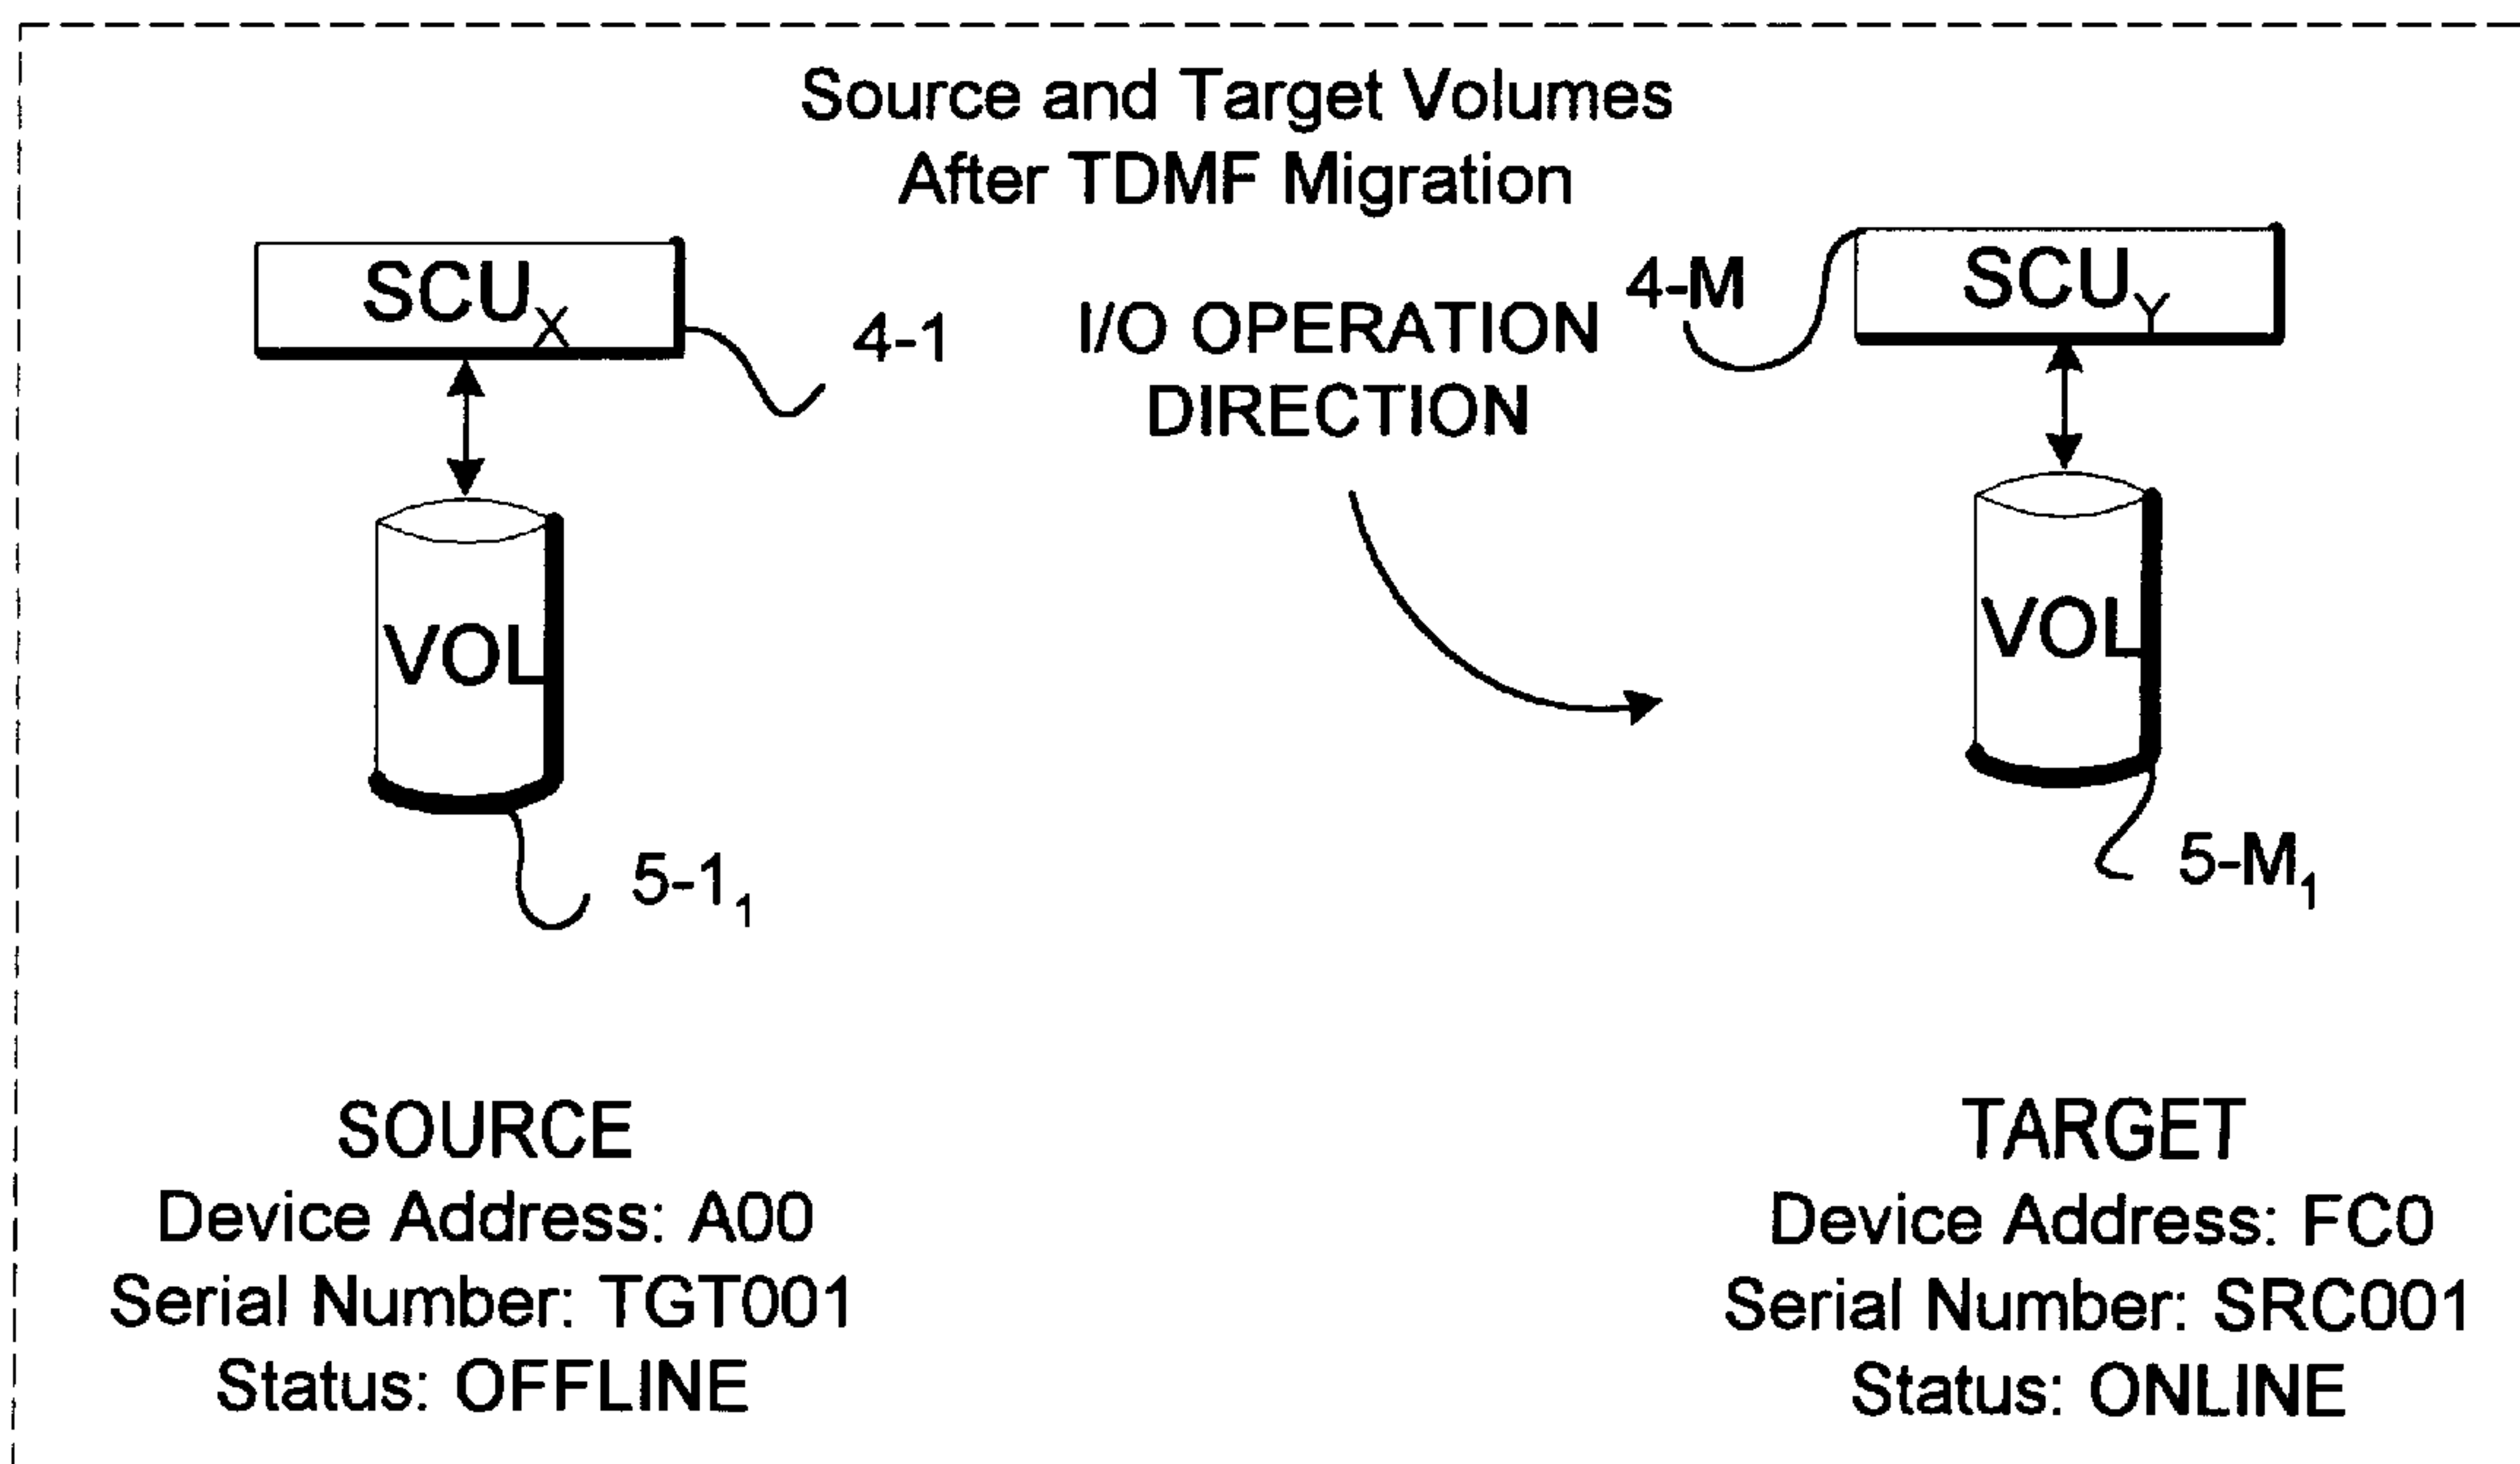 Source and Target Volumes
After TDMF Migration
SCUX
4-1
I/O OPERATION
DIRECTION
4-M
SCUY
VOL
5-11
VOL
5-M1
SOURCE
Device Address: A00
Serial Number: TGT001
Status: OFFLINE
TARGET
Device Address: FC0
Serial Number: SRC001
Status: ONLINE